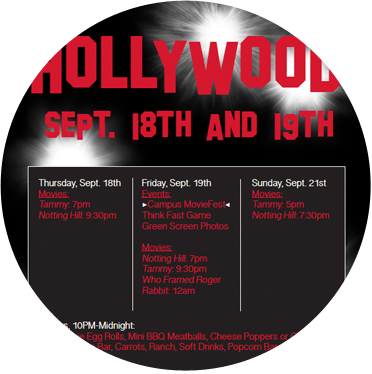 HOLLYWOOD
SEPT. 18TH AND 19TH
Thursday, Sept. 18th
Movies:
Tammy: 7pm
Notting Hill: 9:30pm
Friday, Sept. 19th
Events:
►Campus MovieFest◄
Think Fast Game
Green Screen Photos
Movies:
Notting Hill: 7pm
Tammy: 9:30pm
Who Framed Roger
Rabbit: 12am
Sunday, Sept. 21st
Movies:
Tammy: 5pm
Notting Hill: 7:30pm
10PM-Midnight:
Egg Rolls, Mini BBQ Meatballs, Cheese Poppers or
Bar, Carrots, Ranch, Soft Drinks, Popcorn